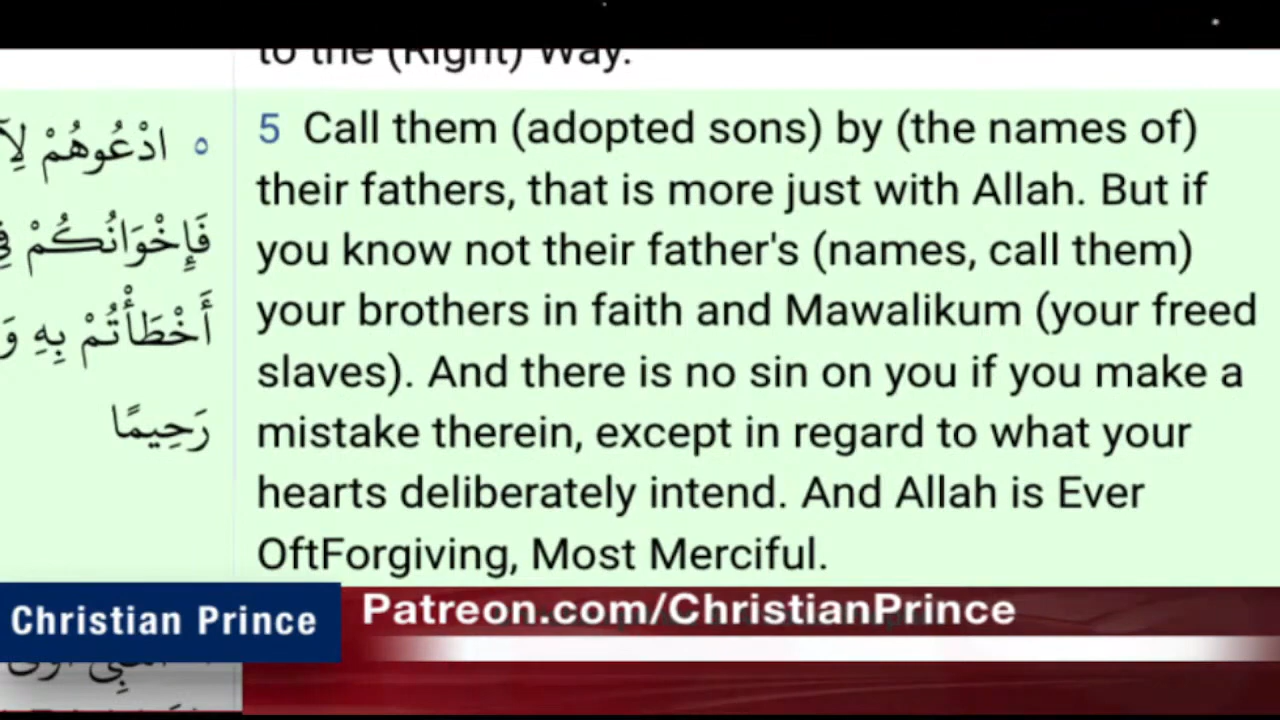 to the (Right) Way.
٥ ادْعُوهُمْ
فَإِخْوَانُكُمْ
أَخْطَأْتُمْ بِهِ
رَحِيمًا
5 Call them (adopted sons) by (the names of)
their fathers, that is more just with Allah. But if
you know not their father's (names, call them)
your brothers in faith and Mawalikum (your freed
slaves). And there is no sin on you if you make a
mistake therein, except in regard to what your
hearts deliberately intend. And Allah is Ever
OftForgiving, Most Merciful.
Christian Prince
Patreon.com/ChristianPrince